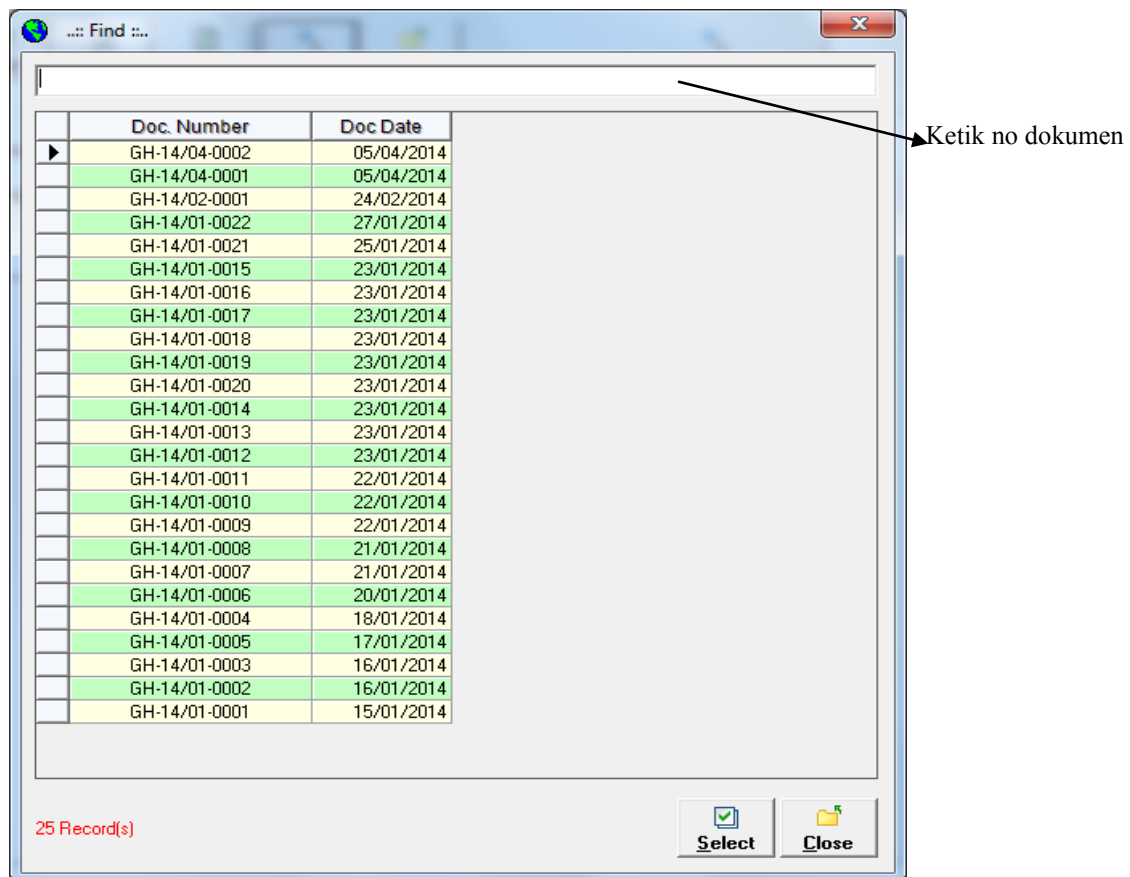 ..:: Find ::..
Ketik no dokumen
Doc. Number Doc Date
GH-14/04-0002 05/04/2014
GH-14/04-0001 05/04/2014
GH-14/02-0001 24/02/2014
GH-14/01-0022 27/01/2014
GH-14/01-0021 25/01/2014
GH-14/01-0015 23/01/2014
GH-14/01-0016 23/01/2014
GH-14/01-0017 23/01/2014
GH-14/01-0018 23/01/2014
GH-14/01-0019 23/01/2014
GH-14/01-0020 23/01/2014
GH-14/01-0014 23/01/2014
GH-14/01-0013 23/01/2014
GH-14/01-0012 23/01/2014
GH-14/01-0011 22/01/2014
GH-14/01-0010 22/01/2014
GH-14/01-0009 22/01/2014
GH-14/01-0008 21/01/2014
GH-14/01-0007 21/01/2014
GH-14/01-0006 20/01/2014
GH-14/01-0004 18/01/2014
GH-14/01-0005 17/01/2014
GH-14/01-0003 16/01/2014
GH-14/01-0002 16/01/2014
GH-14/01-0001 15/01/2014
25 Record(s)
Select Close